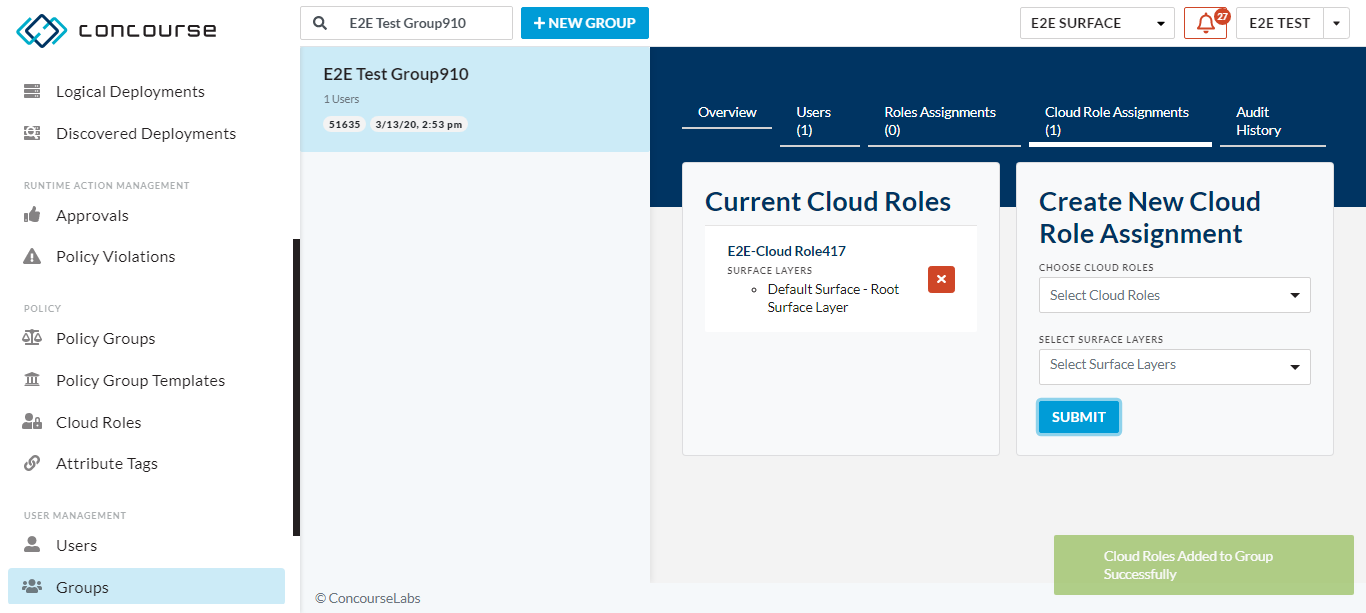 concourse
E2E Test Group910
NEW GROUP
E2E SURFACE
27
E2E TEST
Logical Deployments
Discovered Deployments
RUNTIME ACTION MANAGEMENT
Approvals
Policy Violations
POLICY
Policy Groups
Policy Group Templates
Cloud Roles
Attribute Tags
USER MANAGEMENT
Users
Groups
E2E Test Group910
1 Users
51635 3/13/20, 2:53 pm
Overview
Users
(1)
Roles Assignments
(0)
Cloud Role Assignments
(1)
Audit
History
Current Cloud Roles
E2E-Cloud Role417
SURFACE LAYERS
Default Surface - Root
Surface Layer
Create New Cloud
Role Assignment
CHOOSE CLOUD ROLES
Select Cloud Roles
SELECT SURFACE LAYERS
Select Surface Layers
SUBMIT
Cloud Roles Added to Group
Successfully
© ConcourseLabs